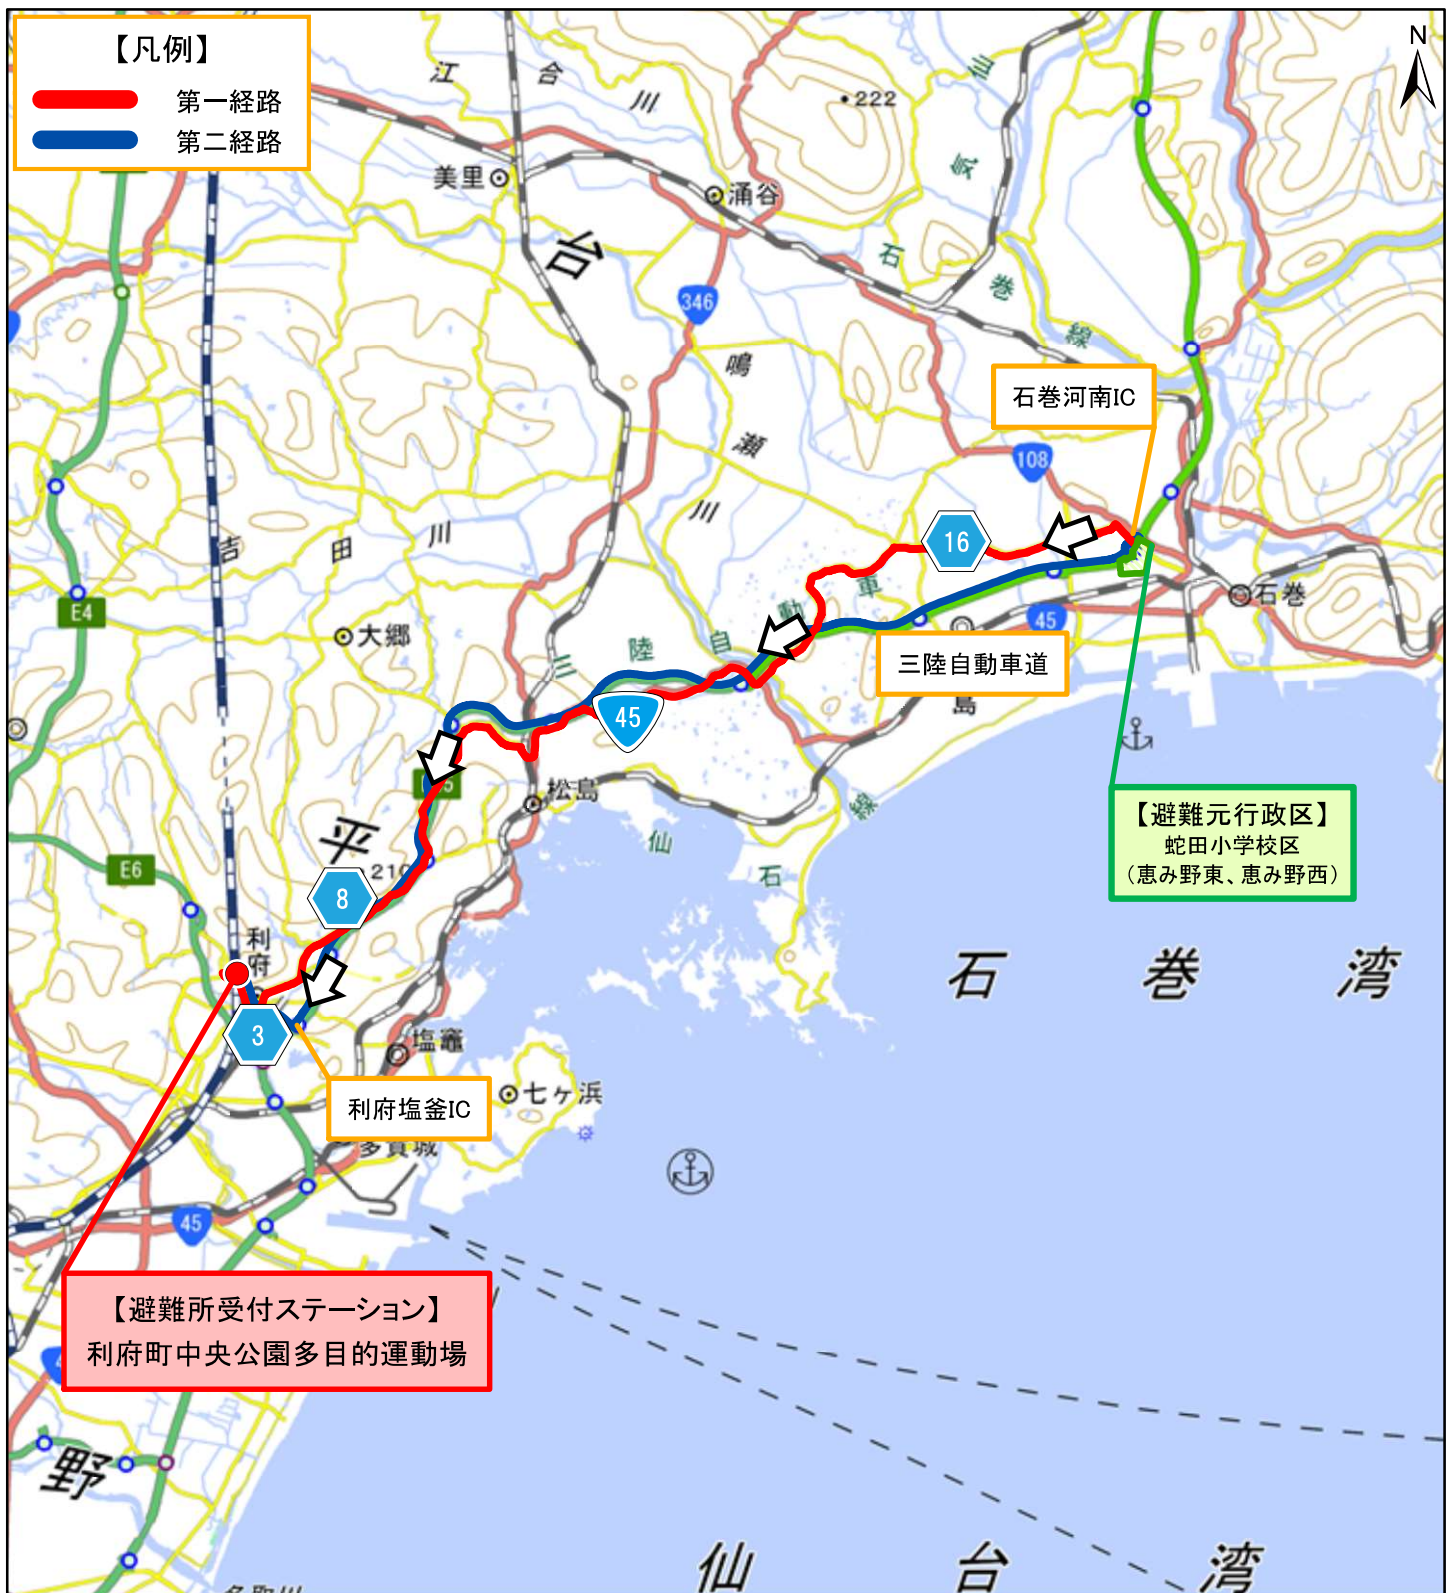 【凡例】
第一経路
第二経路
N
江合川
222
仙
気
石
巻
線
美里
涌谷
台
346
鳴
瀬
川
石巻河南IC
108
16
吉田川
E4
大郷
石巻
45
三陸自動車道
三陸自動車道
島
45
松島
仙
石
線
【避難元行政区】
蛇田小学校区
（恵み野東、恵み野西）
平
210
E6
8
利府
石巻湾
3
塩竈
七ヶ浜
利府塩釜IC
多賀城
45
【避難所受付ステーション】
利府町中央公園多目的運動場
野
仙台湾
名取川